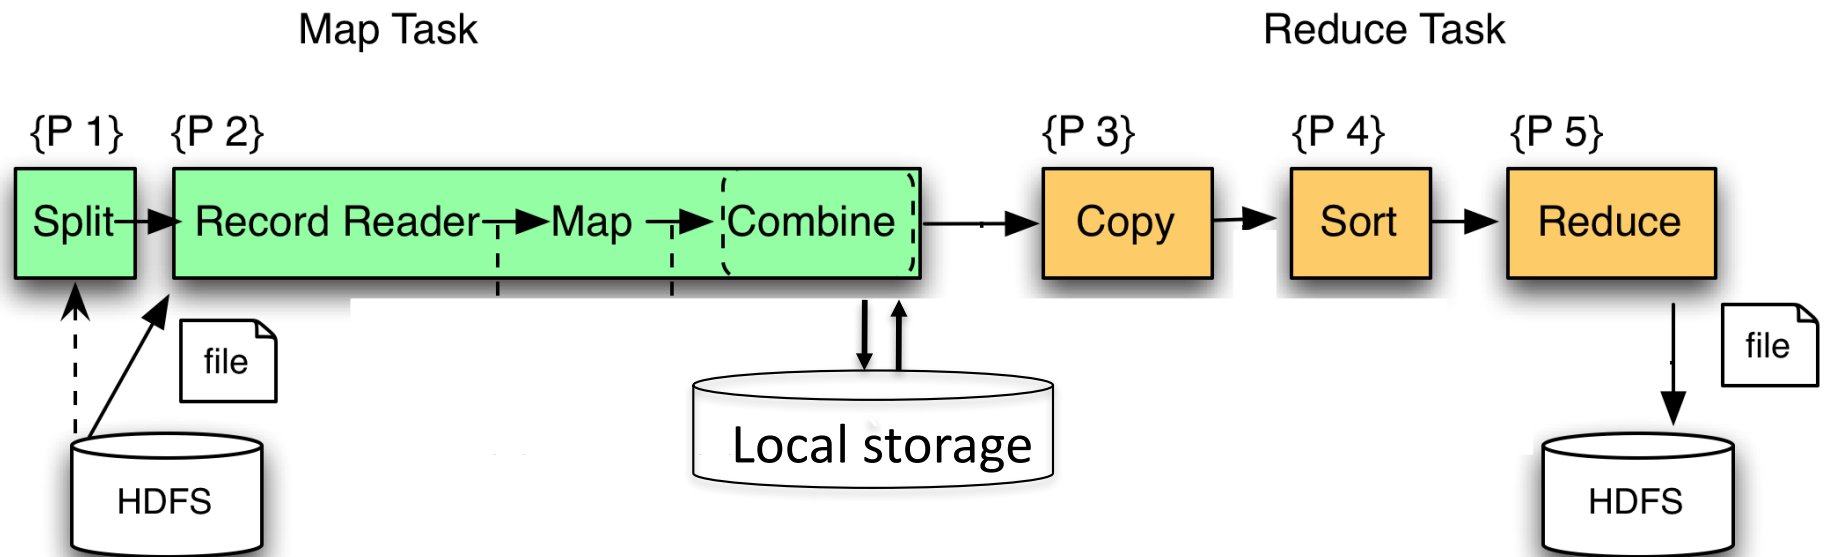 Map Task
Reduce Task
{P 1}
{P 2}
{P 3}
{P 4}
{P 5}
Split
Record Reader
Map
Combine
Copy
Sort
Reduce
file
file
Local storage
HDFS
HDFS